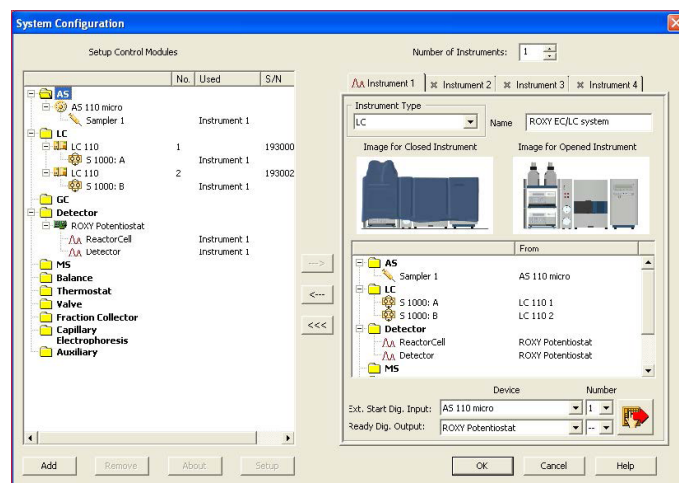 System Configuration
Setup Control Modules
Number of Instruments: 1
No. Used S/N
AS
AS 110 micro
Sampler 1 Instrument 1
LC
LC 110 1 193000
S 1000: A Instrument 1
LC 110 2 193002
S 1000: B Instrument 1
GC
Detector
ROXY Potentiostat
ReactorCell Instrument 1
Detector Instrument 1
MS
Balance
Thermostat
Valve
Fraction Collector
Capillary
Electrophoresis
Auxiliary
Add Remove About Setup
--->
<---
<<<
Instrument 1 Instrument 2 Instrument 3 Instrument 4
Instrument Type
LC Name ROXY EC/LC system
Image for Closed Instrument Image for Opened Instrument
From
AS
Sampler 1 AS 110 micro
LC
S 1000: A LC 110 1
S 1000: B LC 110 2
Detector
ReactorCell ROXY Potentiostat
Detector ROXY Potentiostat
MS
Device Number
Ext. Start Dig. Input: AS 110 micro 1
Ready Dig. Output: ROXY Potentiostat --
OK Cancel Help